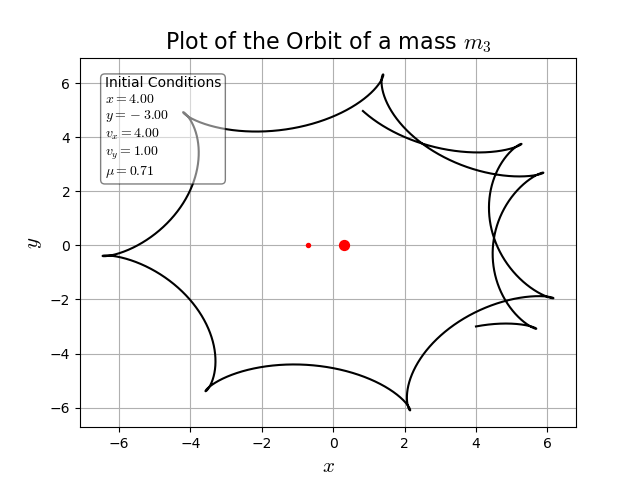 Plot of the Orbit of a mass m₃
Initial Conditions
x = 4.00
y = −3.00
vₓ = 4.00
v_y = 1.00
μ = 0.71
6
4
2
0
−2
−4
−6
y
−6 −4 −2 0 2 4 6
x